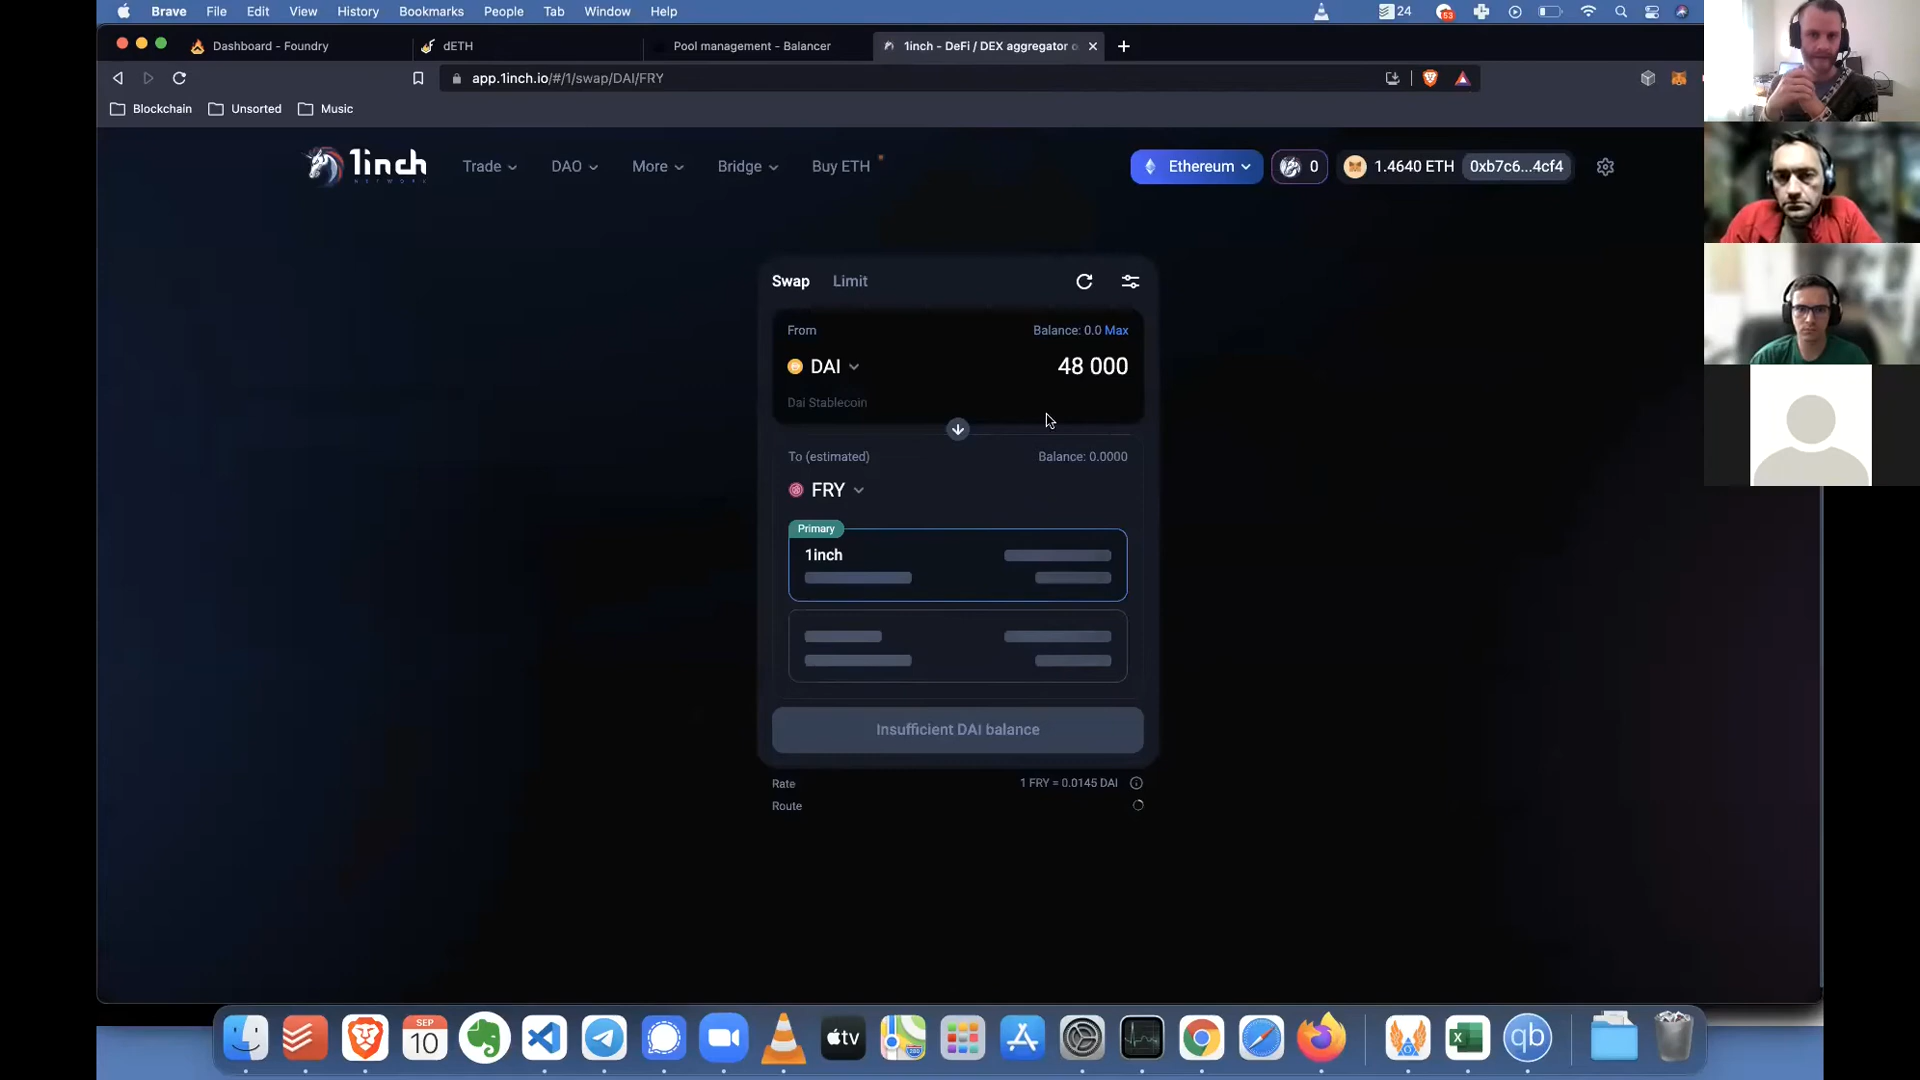 Brave File Edit View History Bookmarks People Tab Window Help 24 53
Dashboard - Foundry dETH Pool management - Balancer 1inch - DeFi / DEX aggregator
app.1inch.io/#/1/swap/DAI/FRY
Blockchain Unsorted Music
1inch NETWORK Trade DAO More Bridge Buy ETH Ethereum 0 1.4640 ETH 0xb7c6...4cf4
Swap Limit
From Balance: 0.0 Max
DAI 48 000
Dai Stablecoin
To (estimated) Balance: 0.0000
FRY
Primary
1inch
Insufficient DAI balance
Rate 1 FRY = 0.0145 DAI
Route
SEP
10
tv
280
qb